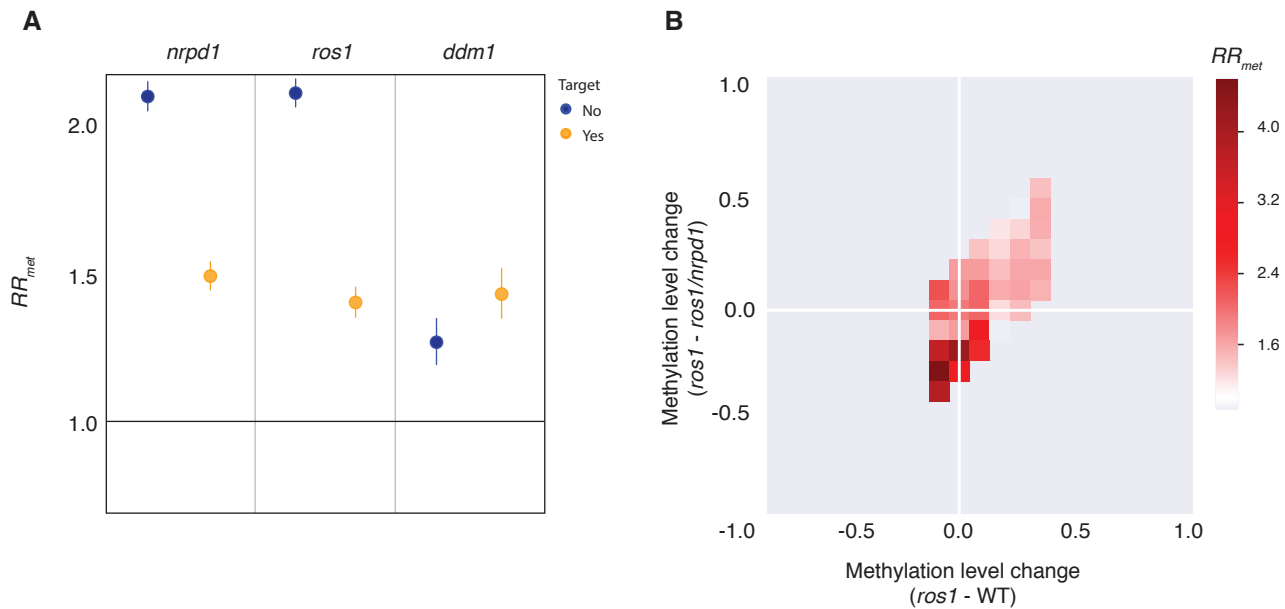 A
nrpd1 ros1 ddm1
Target
No
Yes
2.0
1.5
1.0
RRmet
B
RRmet
1.0
0.5
0.0
-0.5
-1.0
-0.5
0.0
0.5
1.0
Methylation level change
(ros1 - ros1/nrpd1)
Methylation level change
(ros1 - WT)
4.0
3.2
2.4
1.6